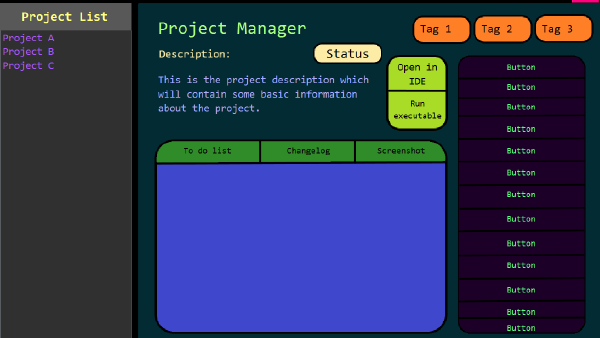 Project List
Project A
Project B
Project C
Project Manager
Tag 1
Tag 2
Tag 3
Description:
Status
This is the project description which
will contain some basic information
about the project.
Open in
IDE
Run
executable
To do list
Changelog
Screenshot
Button
Button
Button
Button
Button
Button
Button
Button
Button
Button
Button
Button
Button